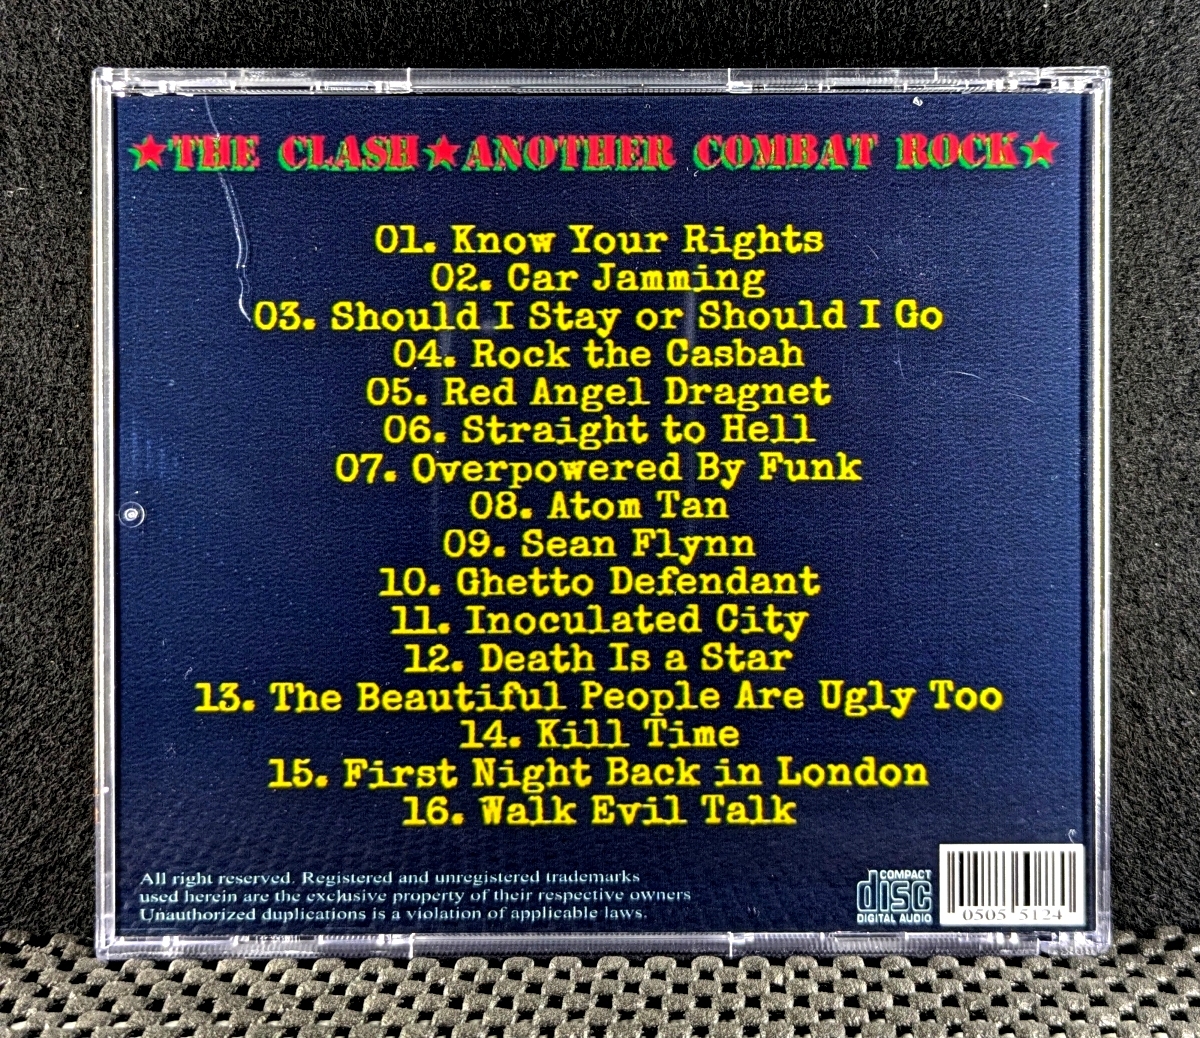 ★THE CLASH★ANOTHER COMBAT ROCK★
01. Know Your Rights
02. Car Jamming
03. Should I Stay or Should I Go
04. Rock the Casbah
05. Red Angel Dragnet
06. Straight to Hell
07. Overpowered By Funk
08. Atom Tan
09. Sean Flynn
10. Ghetto Defendant
11. Inoculated City
12. Death Is a Star
13. The Beautiful People Are Ugly Too
14. Kill Time
15. First Night Back in London
16. Walk Evil Talk
All right reserved. Registered and unregistered trademarks
used herein are the exclusive property of their respective owners
Unauthorized duplications is a violation of applicable laws.
COMPACT
disc
DIGITAL AUDIO
0505 5124